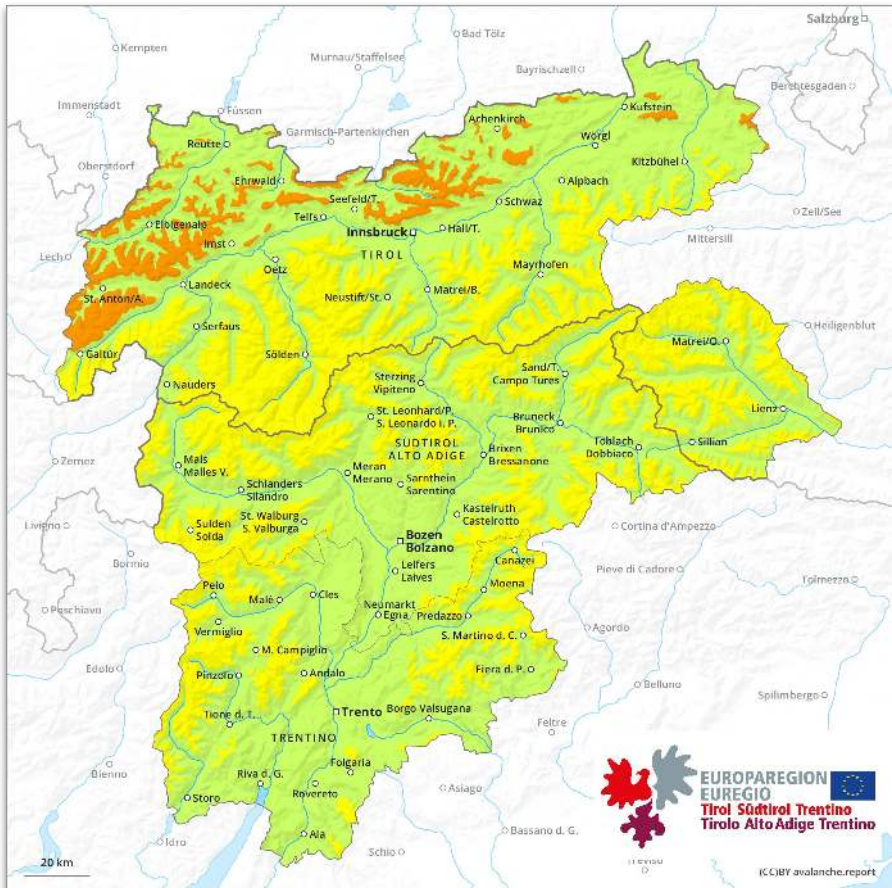 Salzburg
Kempten
Bad Tölz
Murnau/Staffelsee
Bayrischzell
Berchtesgaden
Immenstadt
Füssen
Garmisch-Partenkirchen
Achenkirch
Kufstein
Reutte
Wörgl
Oberstdorf
Kitzbühel
Ehrwald
Alpbach
Seefeld/T.
Schwaz
Zell/See
Telfs
Elbigenalp
Innsbruck
Hall/T.
Mittersill
Lech
Imst
TIROL
Oetz
Mayrhofen
Landeck
St. Anton/A.
Neustift/St.
Matrei/B.
Serfaus
Heiligenblut
Matrei/O.
Galtür
Sölden
Sand/T.
Campo Tures
Nauders
Sterzing
Vipiteno
Lienz
St. Leonhard/P.
S. Leonardo i. P.
Bruneck
Brunico
SÜDTIROL
ALTO ADIGE
Toblach
Dobbiaco
Sillian
Brixen
Bressanone
Zernez
Mals
Malles V.
Meran
Merano
Sarnthein
Sarentino
Schlanders
Silandro
Kastelruth
Castelrotto
St. Walburg
S. Valburga
Livigno
Sulden
Solda
Cortina d'Ampezzo
Bozen
Bolzano
Bormio
Canazei
Leifers
Laives
Pieve di Cadore
Tolmezzo
Moena
Poschiavo
Malè
Cles
Neumarkt
Egna
Predazzo
Vermiglio
Agordo
S. Martino d. C.
M. Campiglio
Edolo
Pinzolo
Andalo
Fiera d. P.
Belluno
Spilimbergo
Tione d. T.
Trento
Borgo Valsugana
Feltre
TRENTINO
Bienno
Folgaria
Riva d. G.
Asiago
Storo
Rovereto
Ala
Bassano d. G.
Idro
Schio
Treviso
EUROPAREGION
EUREGIO
Tirol Südtirol Trentino
Tirolo Alto Adige Trentino
20 km
(CC)BY avalanche.report